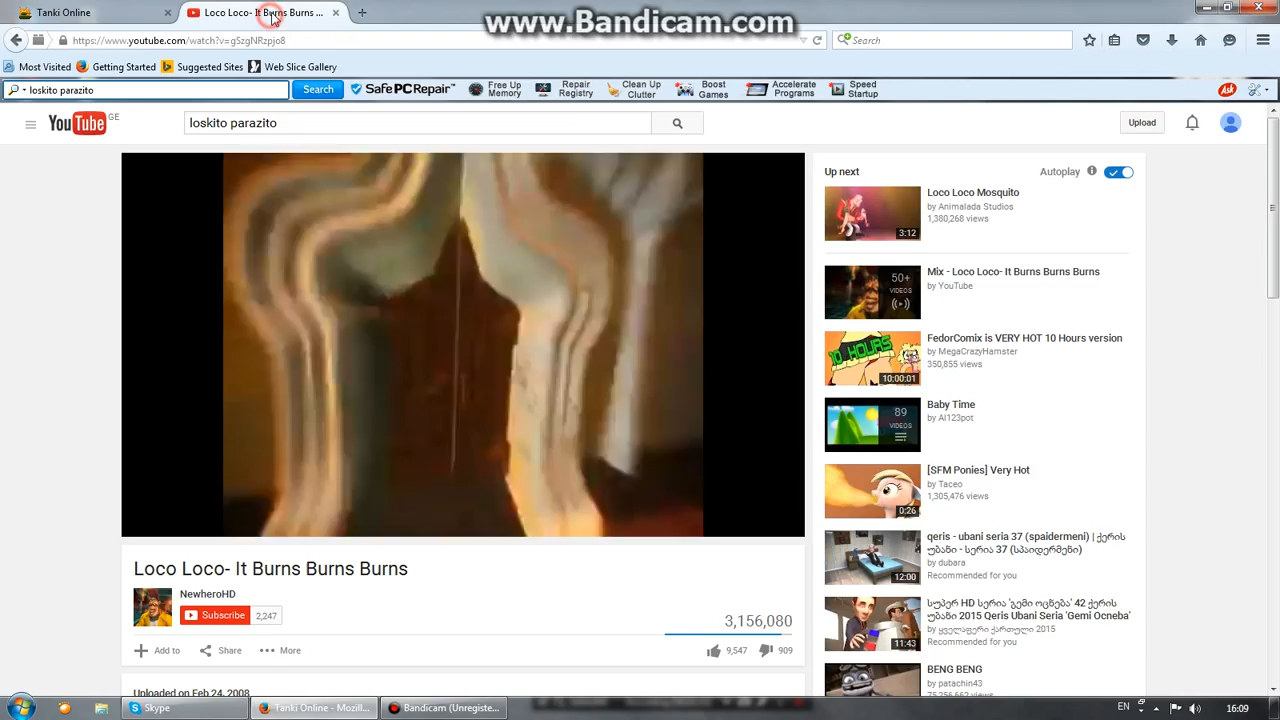 Tanki Online
Loco Loco- It Burns Burns ...
www.Bandicam.com
https://www.youtube.com/watch?v=gSzgNRzpjo8
Search
Most Visited
Getting Started
Suggested Sites
Web Slice Gallery
loskito parazito
Search
SafePCRepair™
Free Up Memory
Repair Registry
Clean Up Clutter
Boost Games
Accelerate Programs
Speed Startup
Ask
YouTube GE
loskito parazito
Upload
Up next
Autoplay
Loco Loco Mosquito
by Animalada Studios
1,380,268 views
3:12
Mix - Loco Loco- It Burns Burns Burns
by YouTube
50+
VIDEOS
FedorComix is VERY HOT 10 Hours version
by MegaCrazyHamster
350,855 views
10 HOURS
10:00:01
Baby Time
by Al123pot
89
VIDEOS
[SFM Ponies] Very Hot
by Taceo
1,305,476 views
0:26
qeris - ubani seria 37 (spaidermeni) | ქერის
უბანი - სერია 37 (სპაიდერმენი)
by dubara
Recommended for you
12:00
სუპერ HD სერია 'გემი ოცნება' 42 ქერის
უბანი 2015 Qeris Ubani Seria 'Gemi Ocneba'
by ყველაფერი ქართული 2015
Recommended for you
11:43
BENG BENG
by patachin43
75,256,662 views
Loco Loco- It Burns Burns Burns
NewheroHD
Subscribe 2,247
3,156,080
Add to
Share
More
9,547
909
Uploaded on Feb 24, 2008
Skype
Tanki Online - Mozill...
Bandicam (Unregiste...
EN
16:09